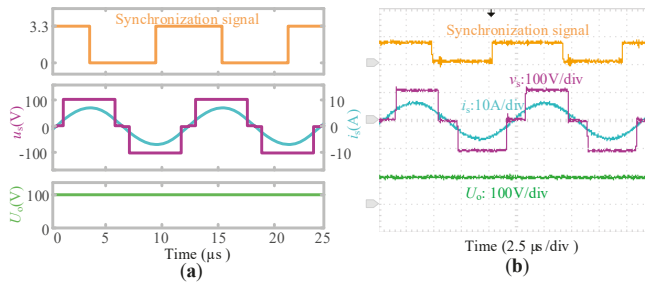 Synchronization signal
3.3
0
uₛ(V)
100
0
-100
10
0
-10
iₛ(A)
Uₒ(V)
100
0
0 5 10 15 20 25
Time (µs )
(a)
Synchronization signal
vₛ:100V/div
iₛ:10A/div
Uₒ: 100V/div
Time (2.5 µs /div )
(b)